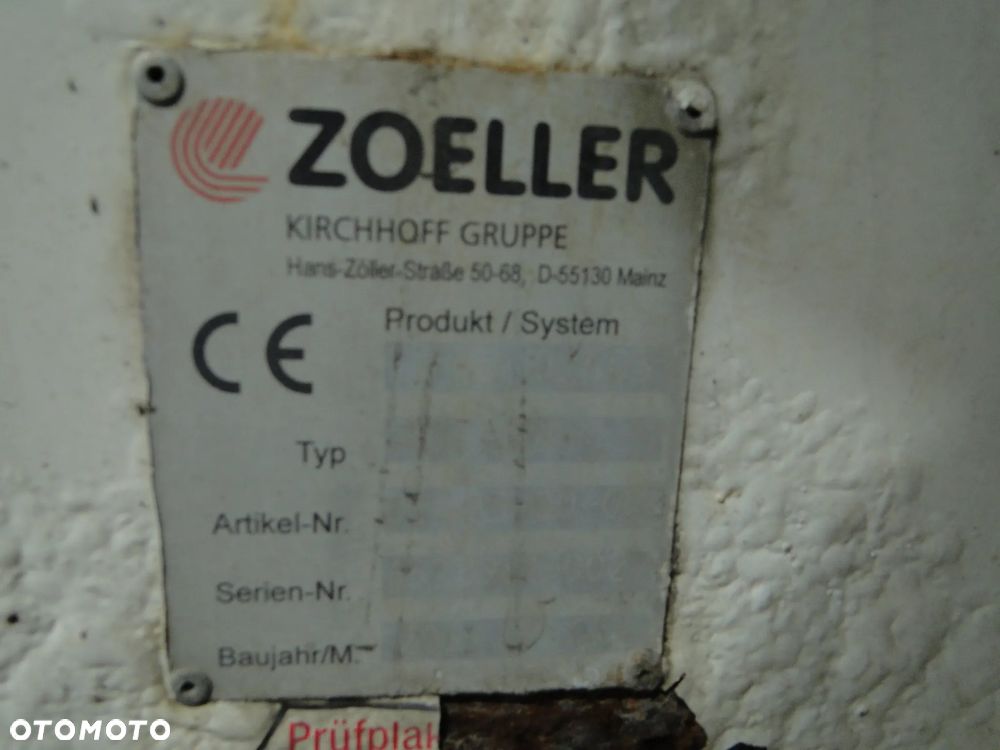 ZOELLER
KIRCHHOFF GRUPPE
Hans-Zöller-Straße 50-68, D-55130 Mainz
CE
Produkt / System
Typ
Artikel-Nr.
Serien-Nr.
Baujahr/M.
Prüfplak
OTOMOTO